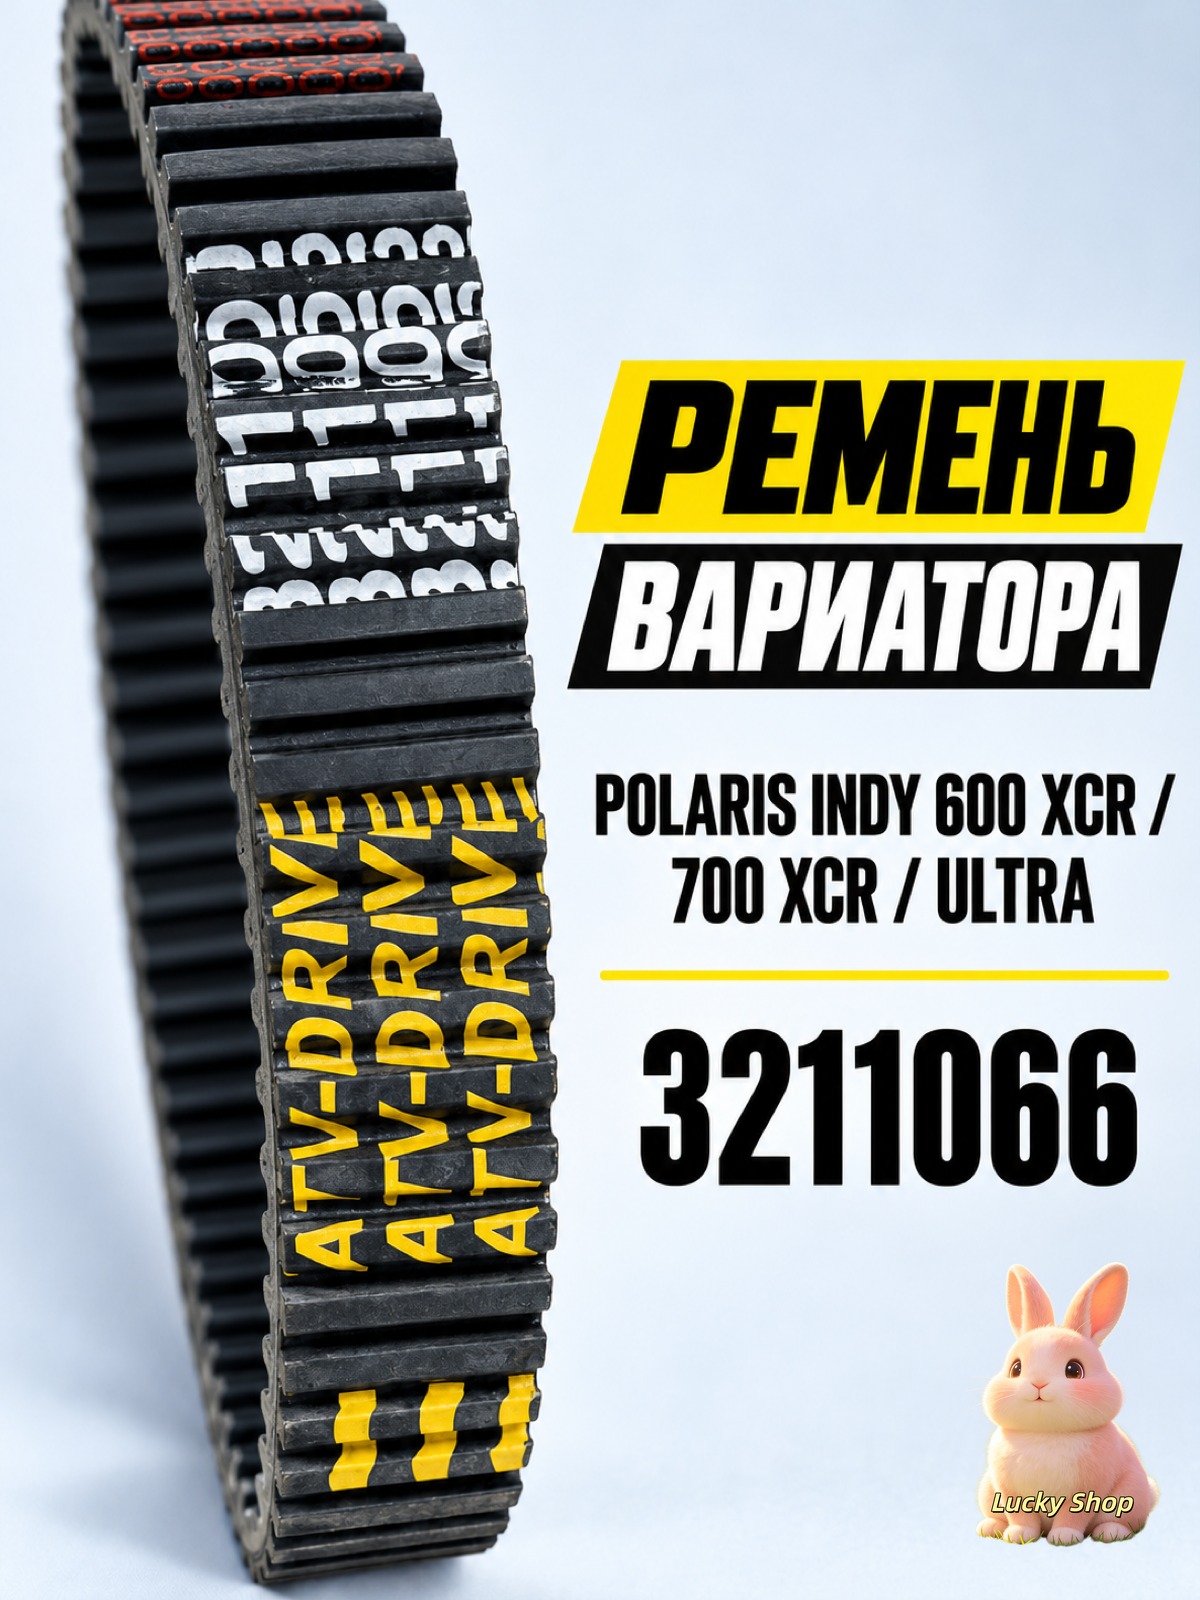 РЕМЕНЬ
ВАРИАТОРА
POLARIS INDY 600 XCR /
700 XCR / ULTRA
3211066
ATV-DRIVE
ATV-DRIVE
ATV-DRIVE
Lucky Shop